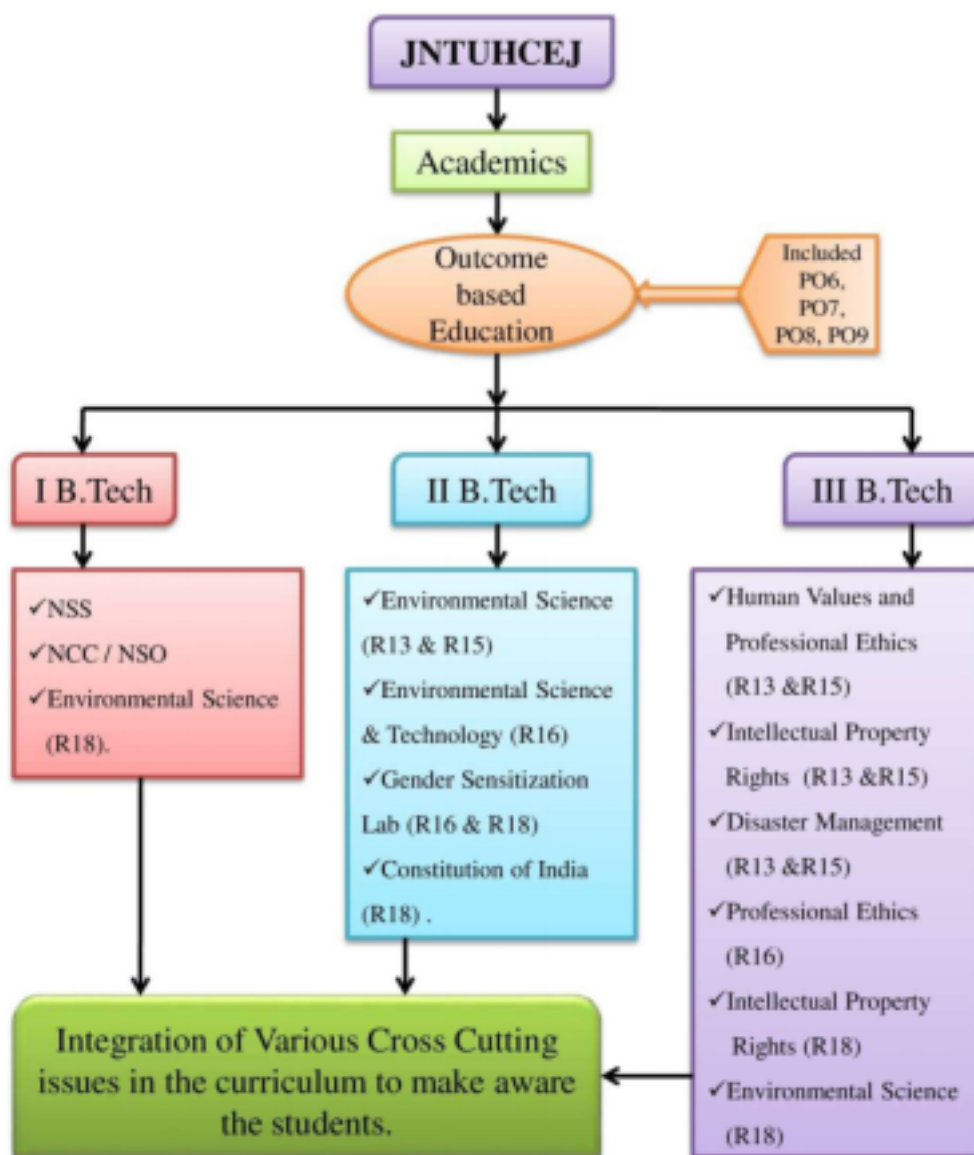 JNTUHCEJ
Academics
Outcome
based
Education
Included
PO6,
PO7,
PO8, PO9
I B.Tech
II B.Tech
III B.Tech
✓NSS
✓NCC / NSO
✓Environmental Science
(R18).
✓Environmental Science
(R13 & R15)
✓Environmental Science
& Technology (R16)
✓Gender Sensitization
Lab (R16 & R18)
✓Constitution of India
(R18) .
✓Human Values and
Professional Ethics
(R13 &R15)
✓Intellectual Property
Rights (R13 &R15)
✓Disaster Management
(R13 &R15)
✓Professional Ethics
(R16)
✓Intellectual Property
Rights (R18)
✓Environmental Science
(R18)
Integration of Various Cross Cutting
issues in the curriculum to make aware
the students.